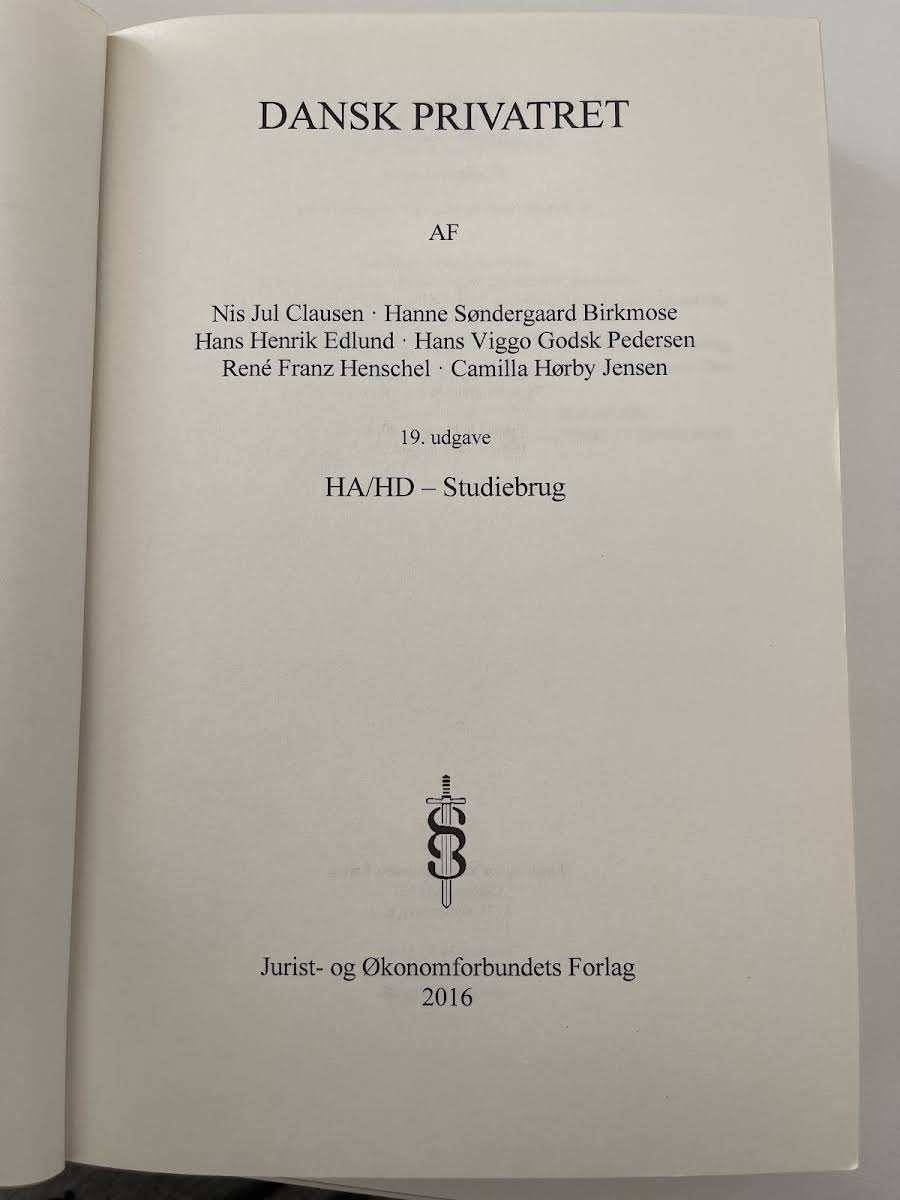 DANSK PRIVATRET
AF
Nis Jul Clausen · Hanne Søndergaard Birkmose
Hans Henrik Edlund · Hans Viggo Godsk Pedersen
René Franz Henschel · Camilla Hørby Jensen
19. udgave
HA/HD – Studiebrug
Jurist- og Økonomforbundets Forlag
2016